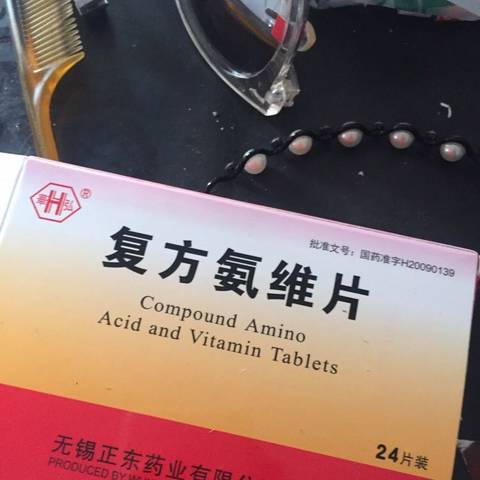 批准文号：国药准字H20090139
复方氨维片
Compound Amino
Acid and Vitamin Tablets
24片装
无锡正东药业有限
PRODUCED BY